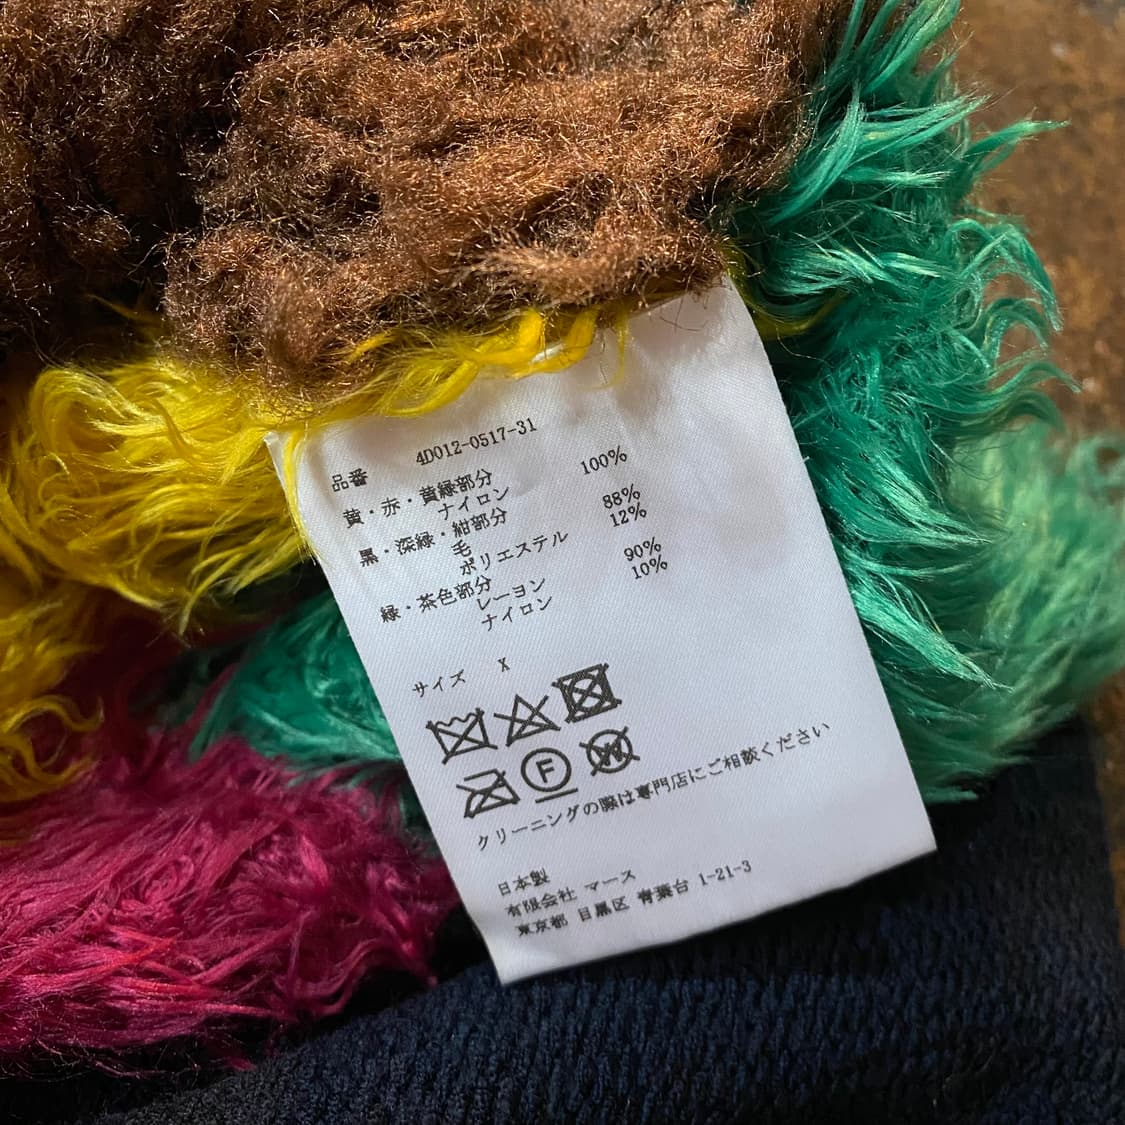 品番 4D012-0517-31
黄・赤・黄緑部分
ナイロン 100%
黒・深緑・紺部分
毛 88%
ポリエステル 12%
緑・茶色部分
レーヨン 90%
ナイロン 10%
サイズ X
F
W
クリーニングの際は専門店にご相談ください
日本製
有限会社 マース
東京都 目黒区 青葉台 1-21-3